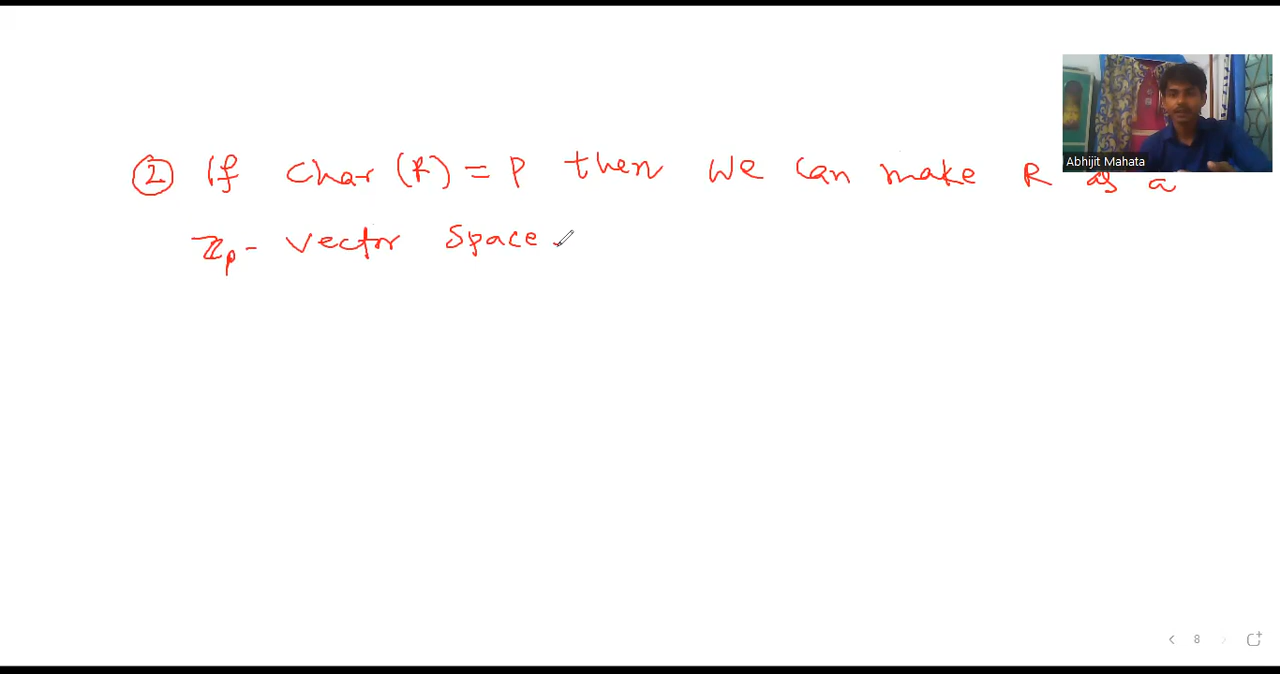 ② If char (R) = P then We can make R as a
ℤp - Vector Space
Abhijit Mahata
8